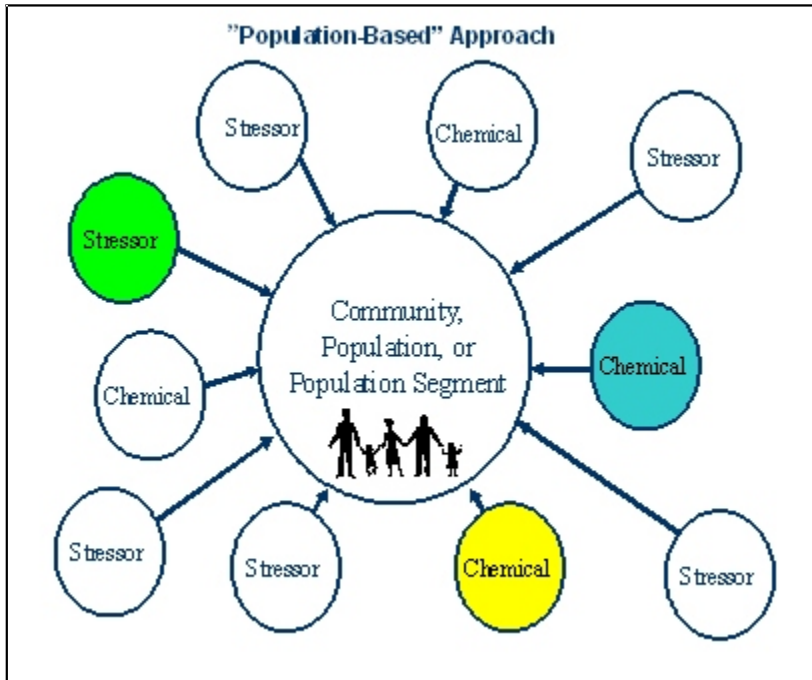 ”Population-Based” Approach
Stressor
Chemical
Stressor
Stressor
Community,
Population, or
Population Segment
Chemical
Chemical
Stressor
Stressor
Chemical
Stressor